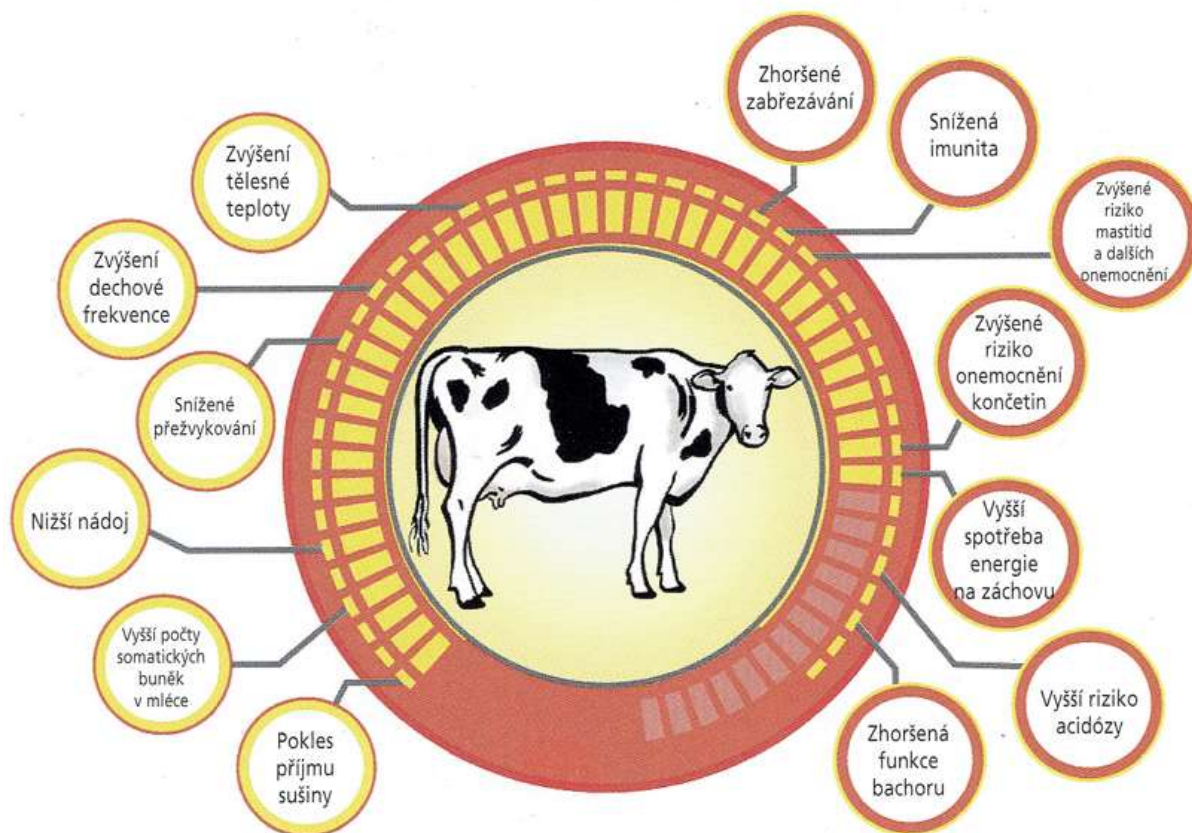 Zhoršené
zabřezávání
Snížená
imunita
Zvýšené
riziko
mastitid
a dalších
onemocnění
Zvýšené
riziko
onemocnění
končetin
Vyšší
spotřeba
energie
na záchovu
Vyšší riziko
acidózy
Zhoršená
funkce
bachoru
Zvýšení
tělesné
teploty
Zvýšení
dechové
frekvence
Snížené
přežvykování
Nižší nádoj
Vyšší počty
somatických
buněk
v mléce
Pokles
příjmu
sušiny